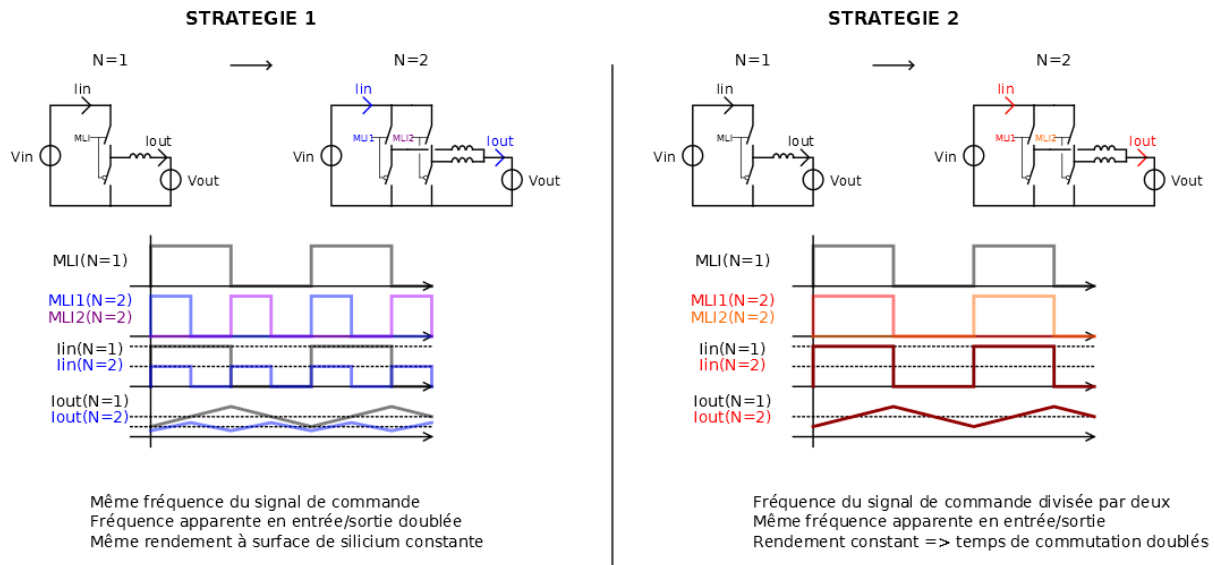 STRATEGIE 1
N=1
N=2
Iin
Iin
MLI
Iout
MLI1
MLI2
Iout
Vin
Vin
Vout
Vout
MLI(N=1)
MLI1(N=2)
MLI2(N=2)
Iin(N=1)
Iin(N=2)
Iout(N=1)
Iout(N=2)
Même fréquence du signal de commande
Fréquence apparente en entrée/sortie doublée
Même rendement à surface de silicium constante
STRATEGIE 2
N=1
N=2
Iin
Iin
MLI
Iout
MLI1
MLI2
Iout
Vin
Vin
Vout
Vout
MLI(N=1)
MLI1(N=2)
MLI2(N=2)
Iin(N=1)
Iin(N=2)
Iout(N=1)
Iout(N=2)
Fréquence du signal de commande divisée par deux
Même fréquence apparente en entrée/sortie
Rendement constant => temps de commutation doublés